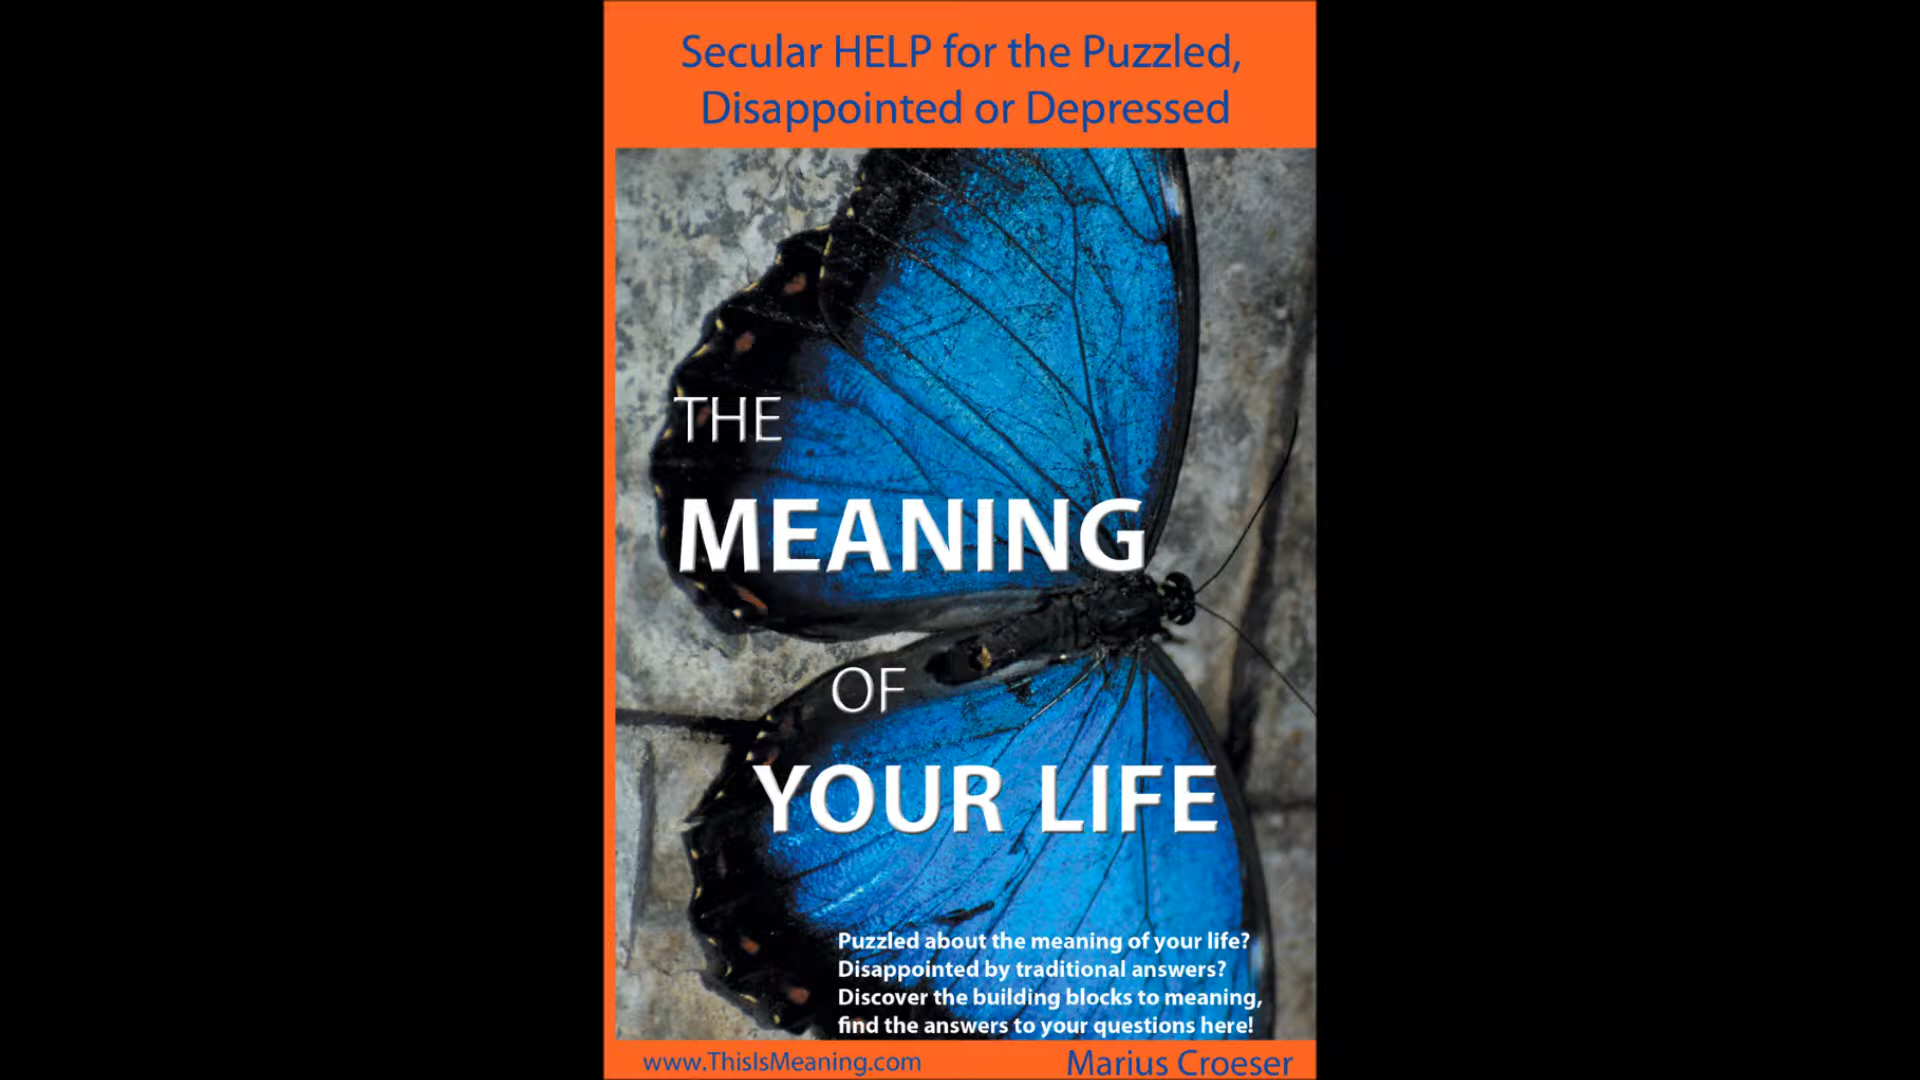 Secular HELP for the Puzzled,
Disappointed or Depressed
THE
MEANING
OF
YOUR LIFE
Puzzled about the meaning of your life?
Disappointed by traditional answers?
Discover the building blocks to meaning,
find the answers to your questions here!
www.ThisIsMeaning.com
Marius Croeser